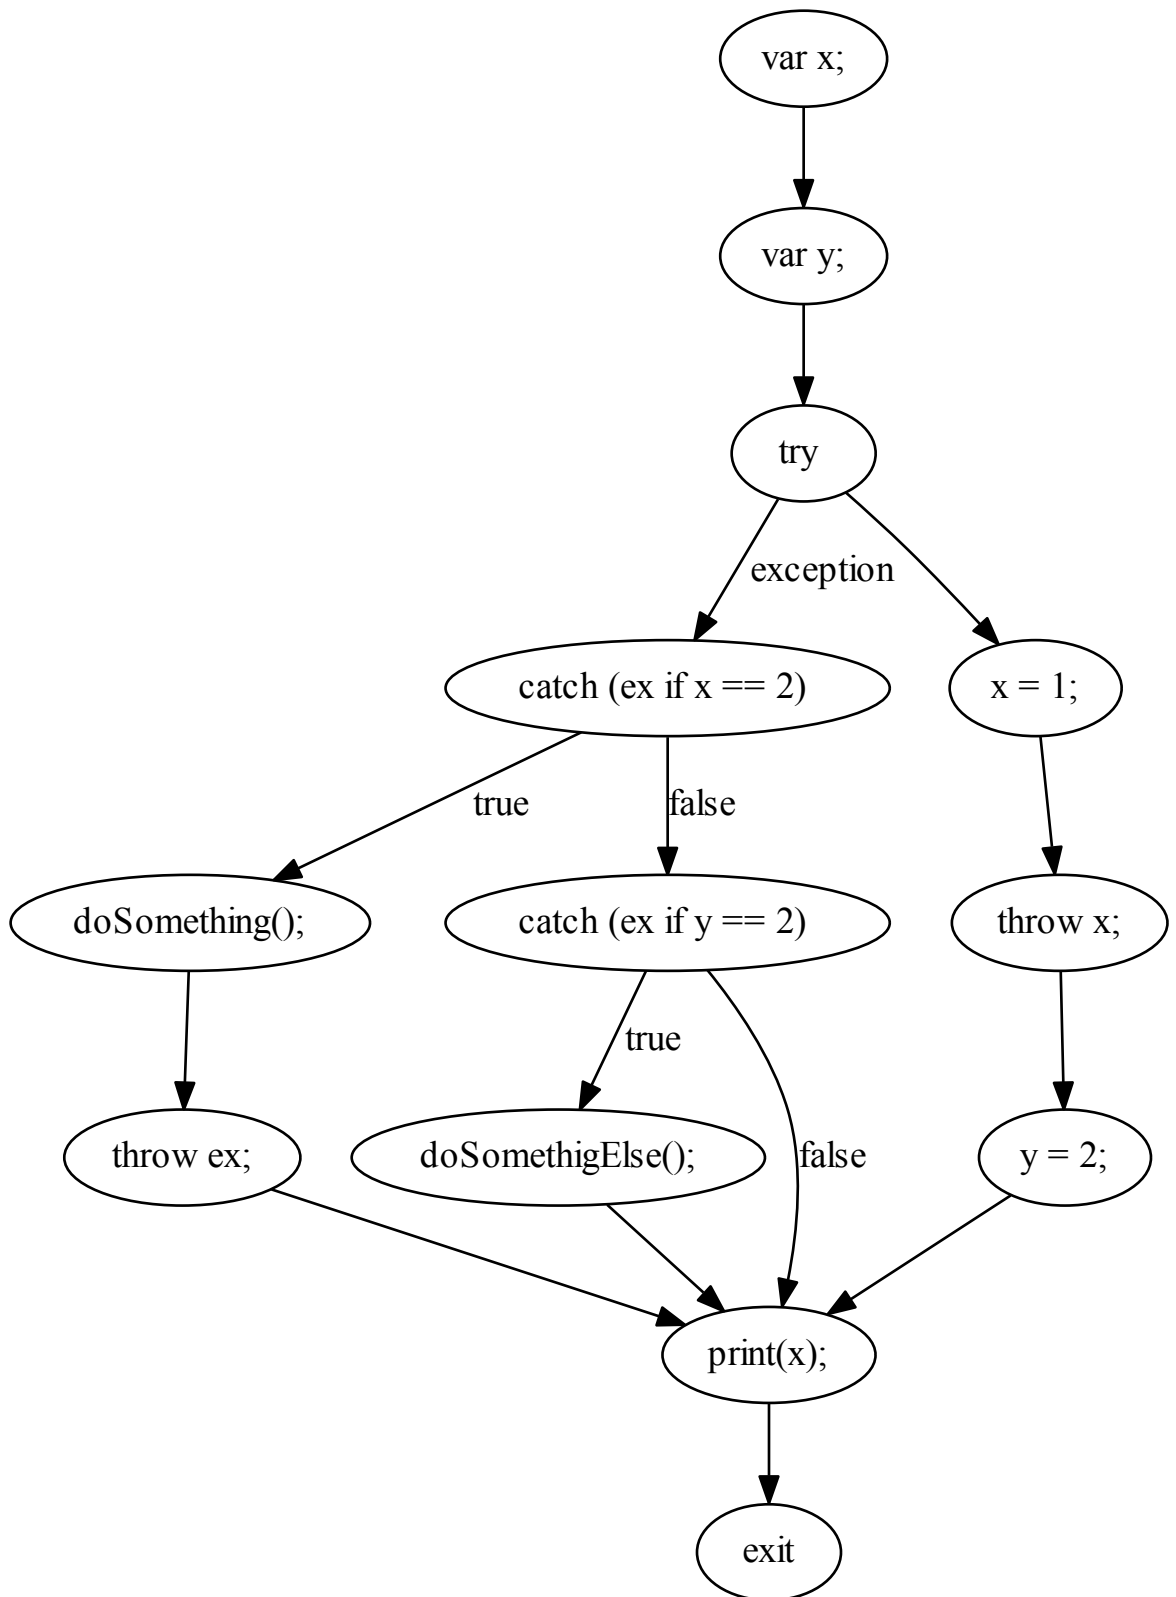 var x;
var y;
try
exception
catch (ex if x == 2)
x = 1;
true
false
doSomething();
catch (ex if y == 2)
throw x;
true
throw ex;
doSomethigElse();
false
y = 2;
print(x);
exit